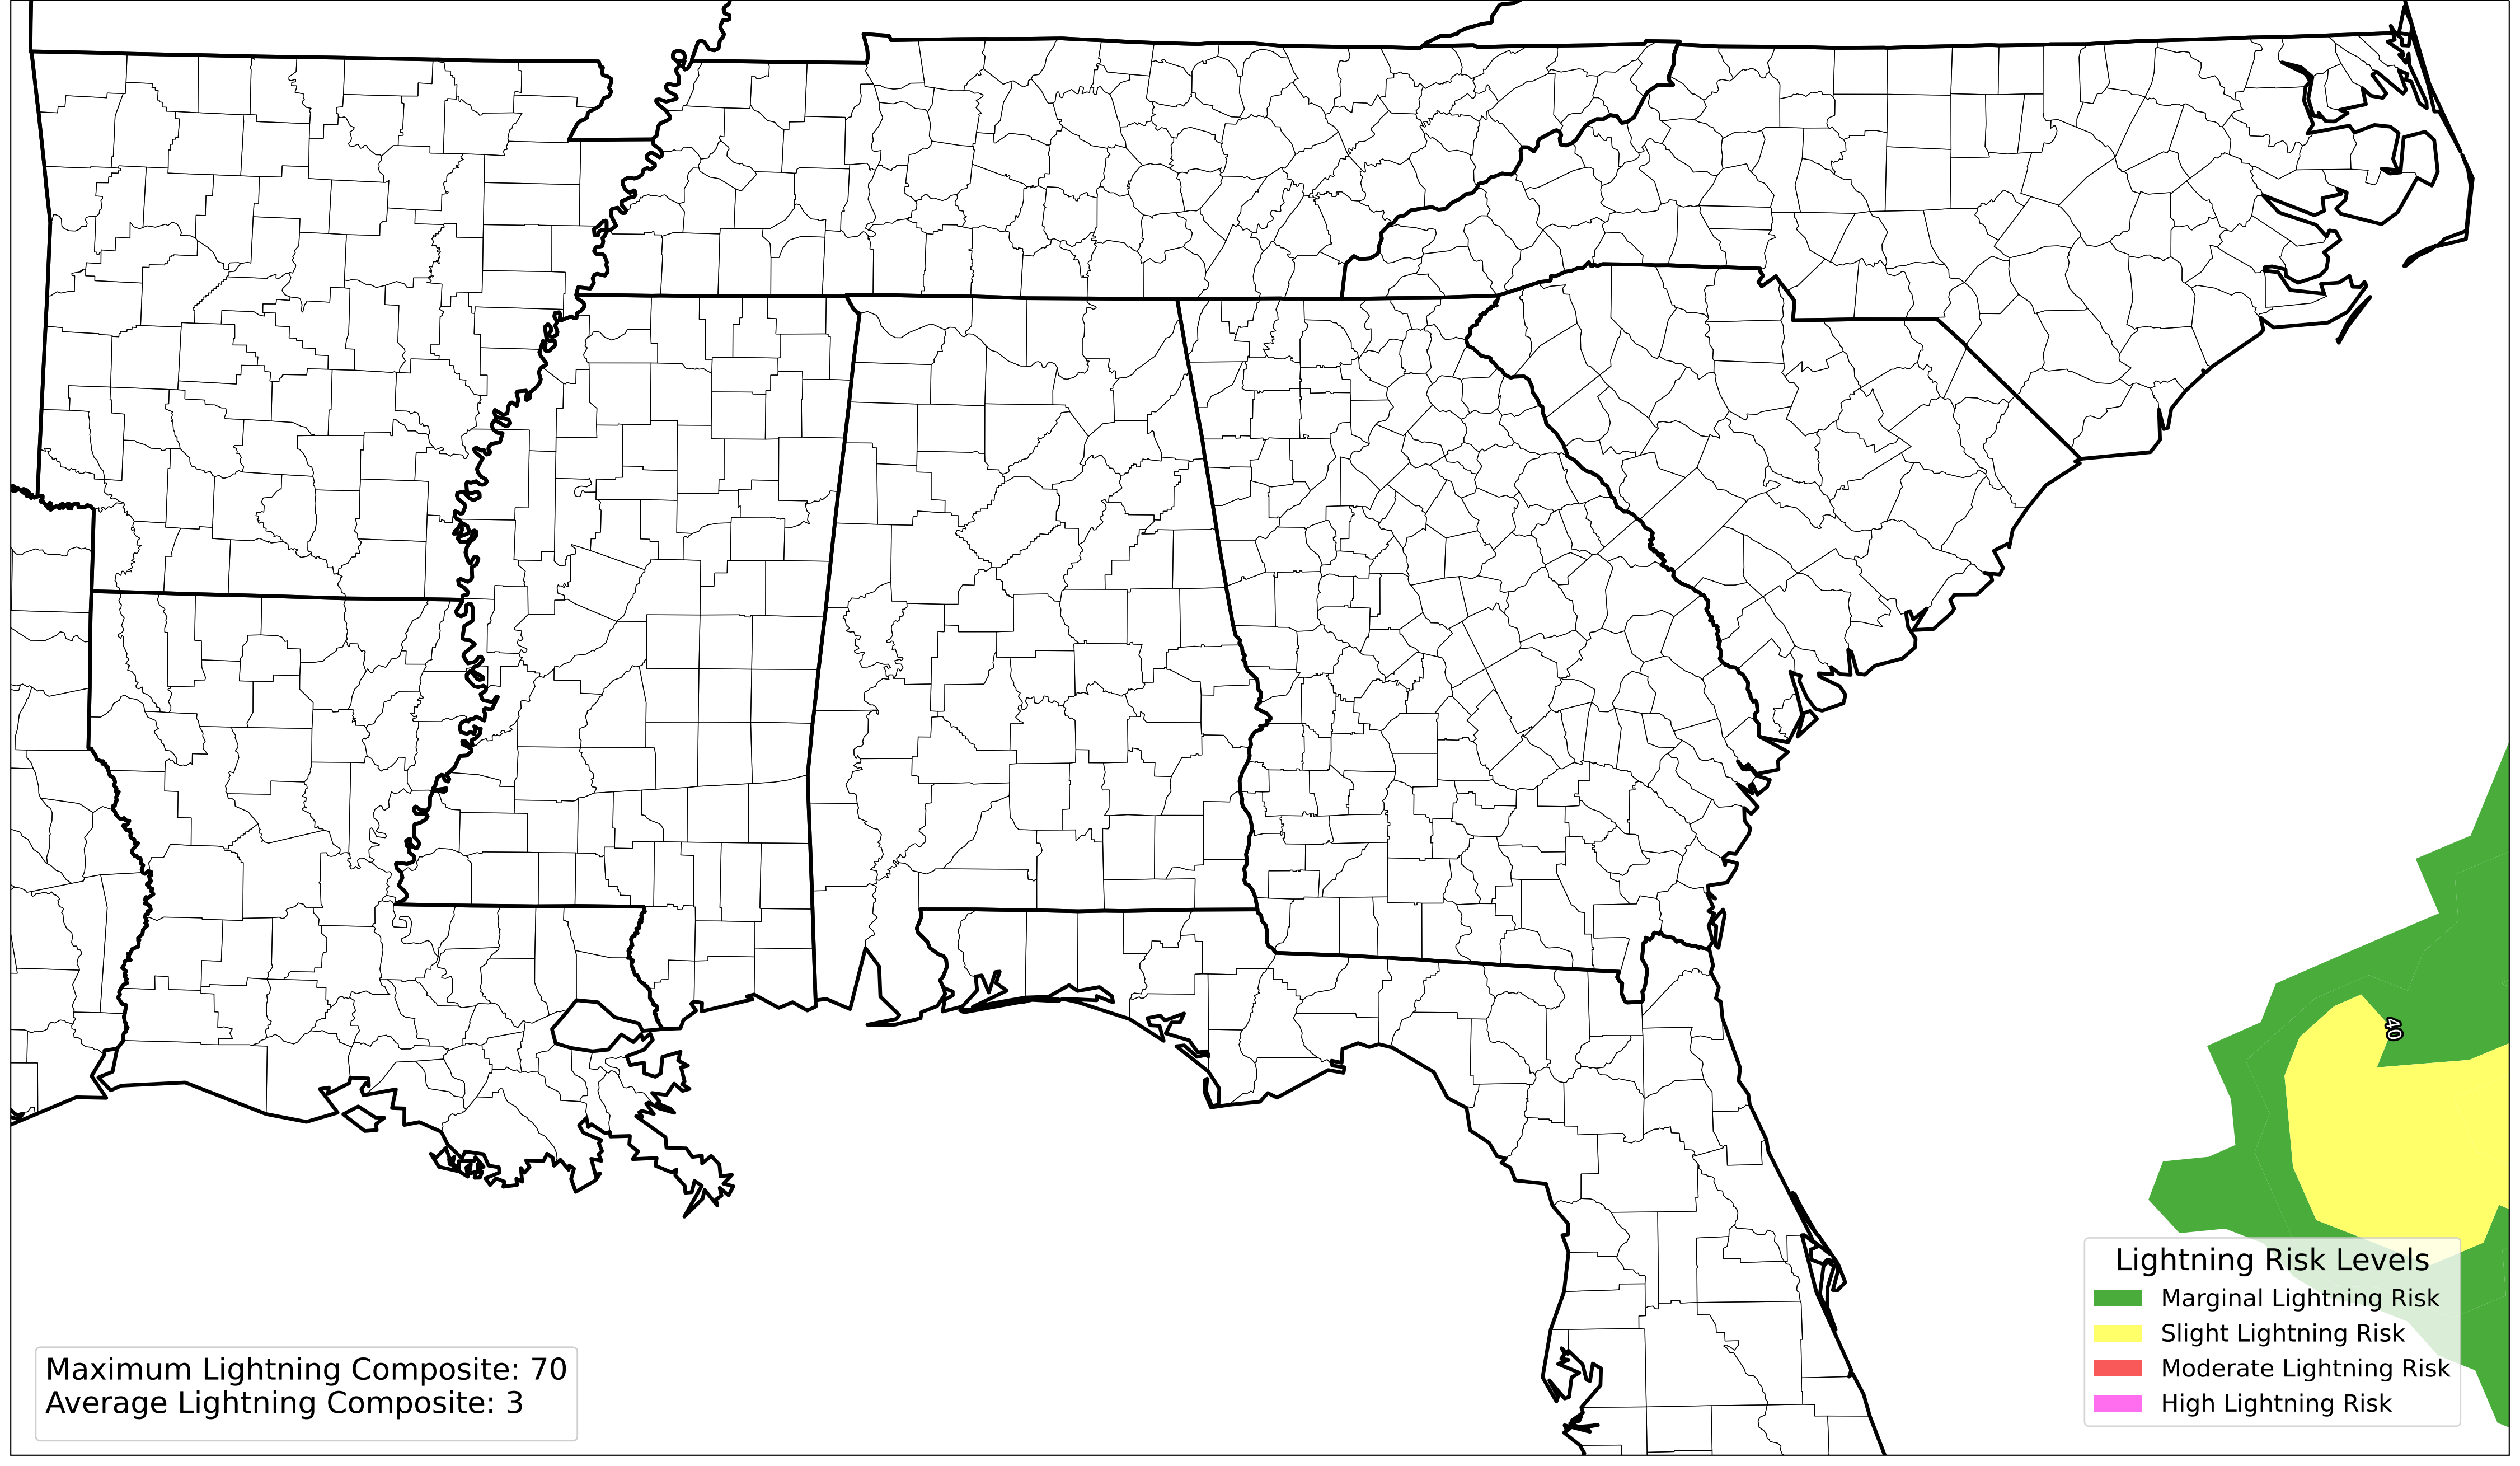 40
Lightning Risk Levels
Marginal Lightning Risk
Slight Lightning Risk
Moderate Lightning Risk
High Lightning Risk
Maximum Lightning Composite: 70
Average Lightning Composite: 3